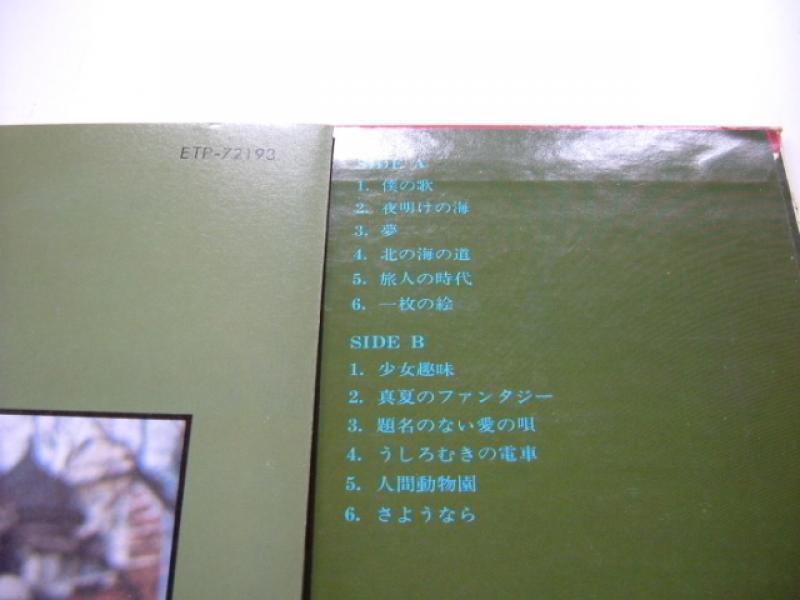 ETP-72193
SIDE A
1. 僕の歌
2. 夜明けの海
3. 夢
4. 北の海の道
5. 旅人の時代
6. 一枚の絵
SIDE B
1. 少女趣味
2. 真夏のファンタジー
3. 題名のない愛の唄
4. うしろむきの電車
5. 人間動物園
6. さようなら